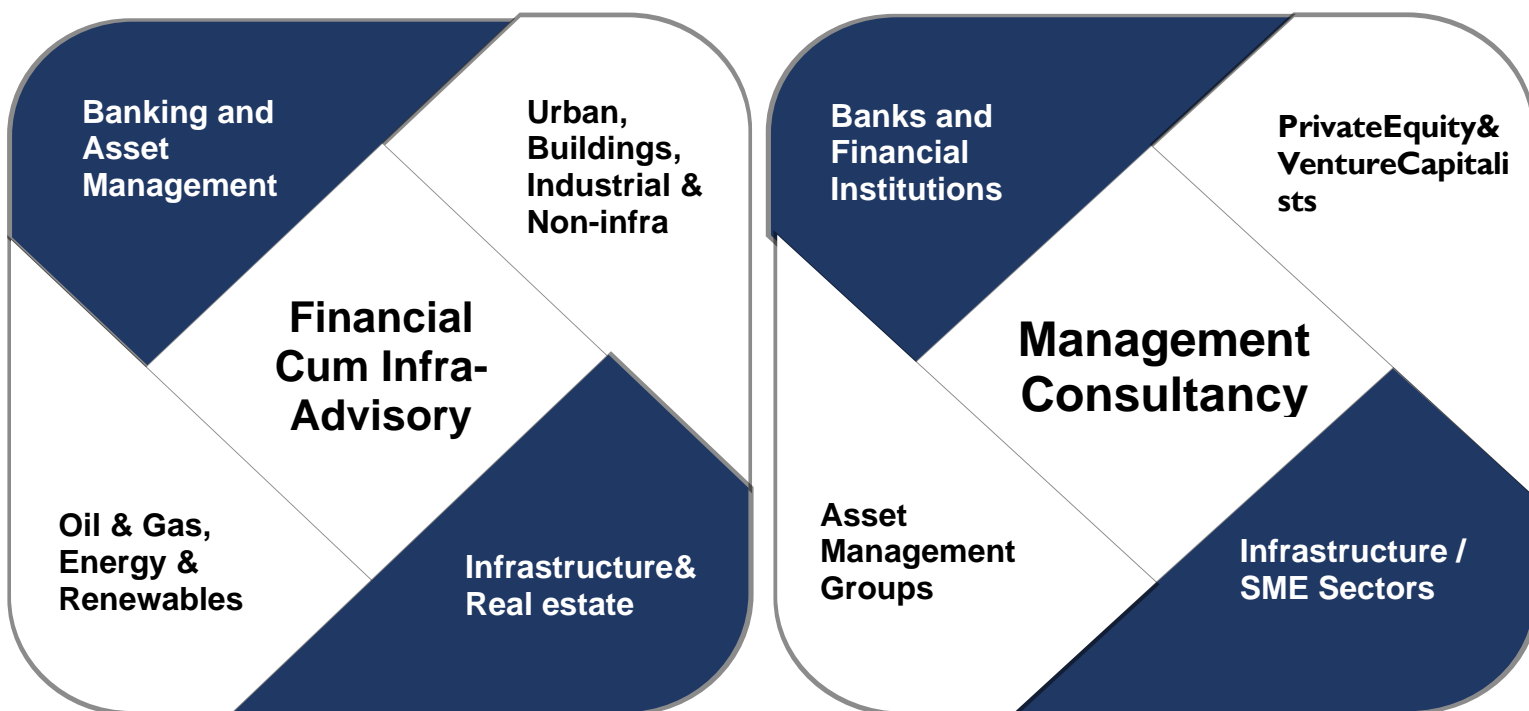 Banking and
Asset
Management
Urban,
Buildings,
Industrial &
Non-infra
Financial
Cum Infra-
Advisory
Oil & Gas,
Energy &
Renewables
Infrastructure&
Real estate
Banks and
Financial
Institutions
PrivateEquity&
VentureCapitali
sts
Management
Consultancy
Asset
Management
Groups
Infrastructure /
SME Sectors